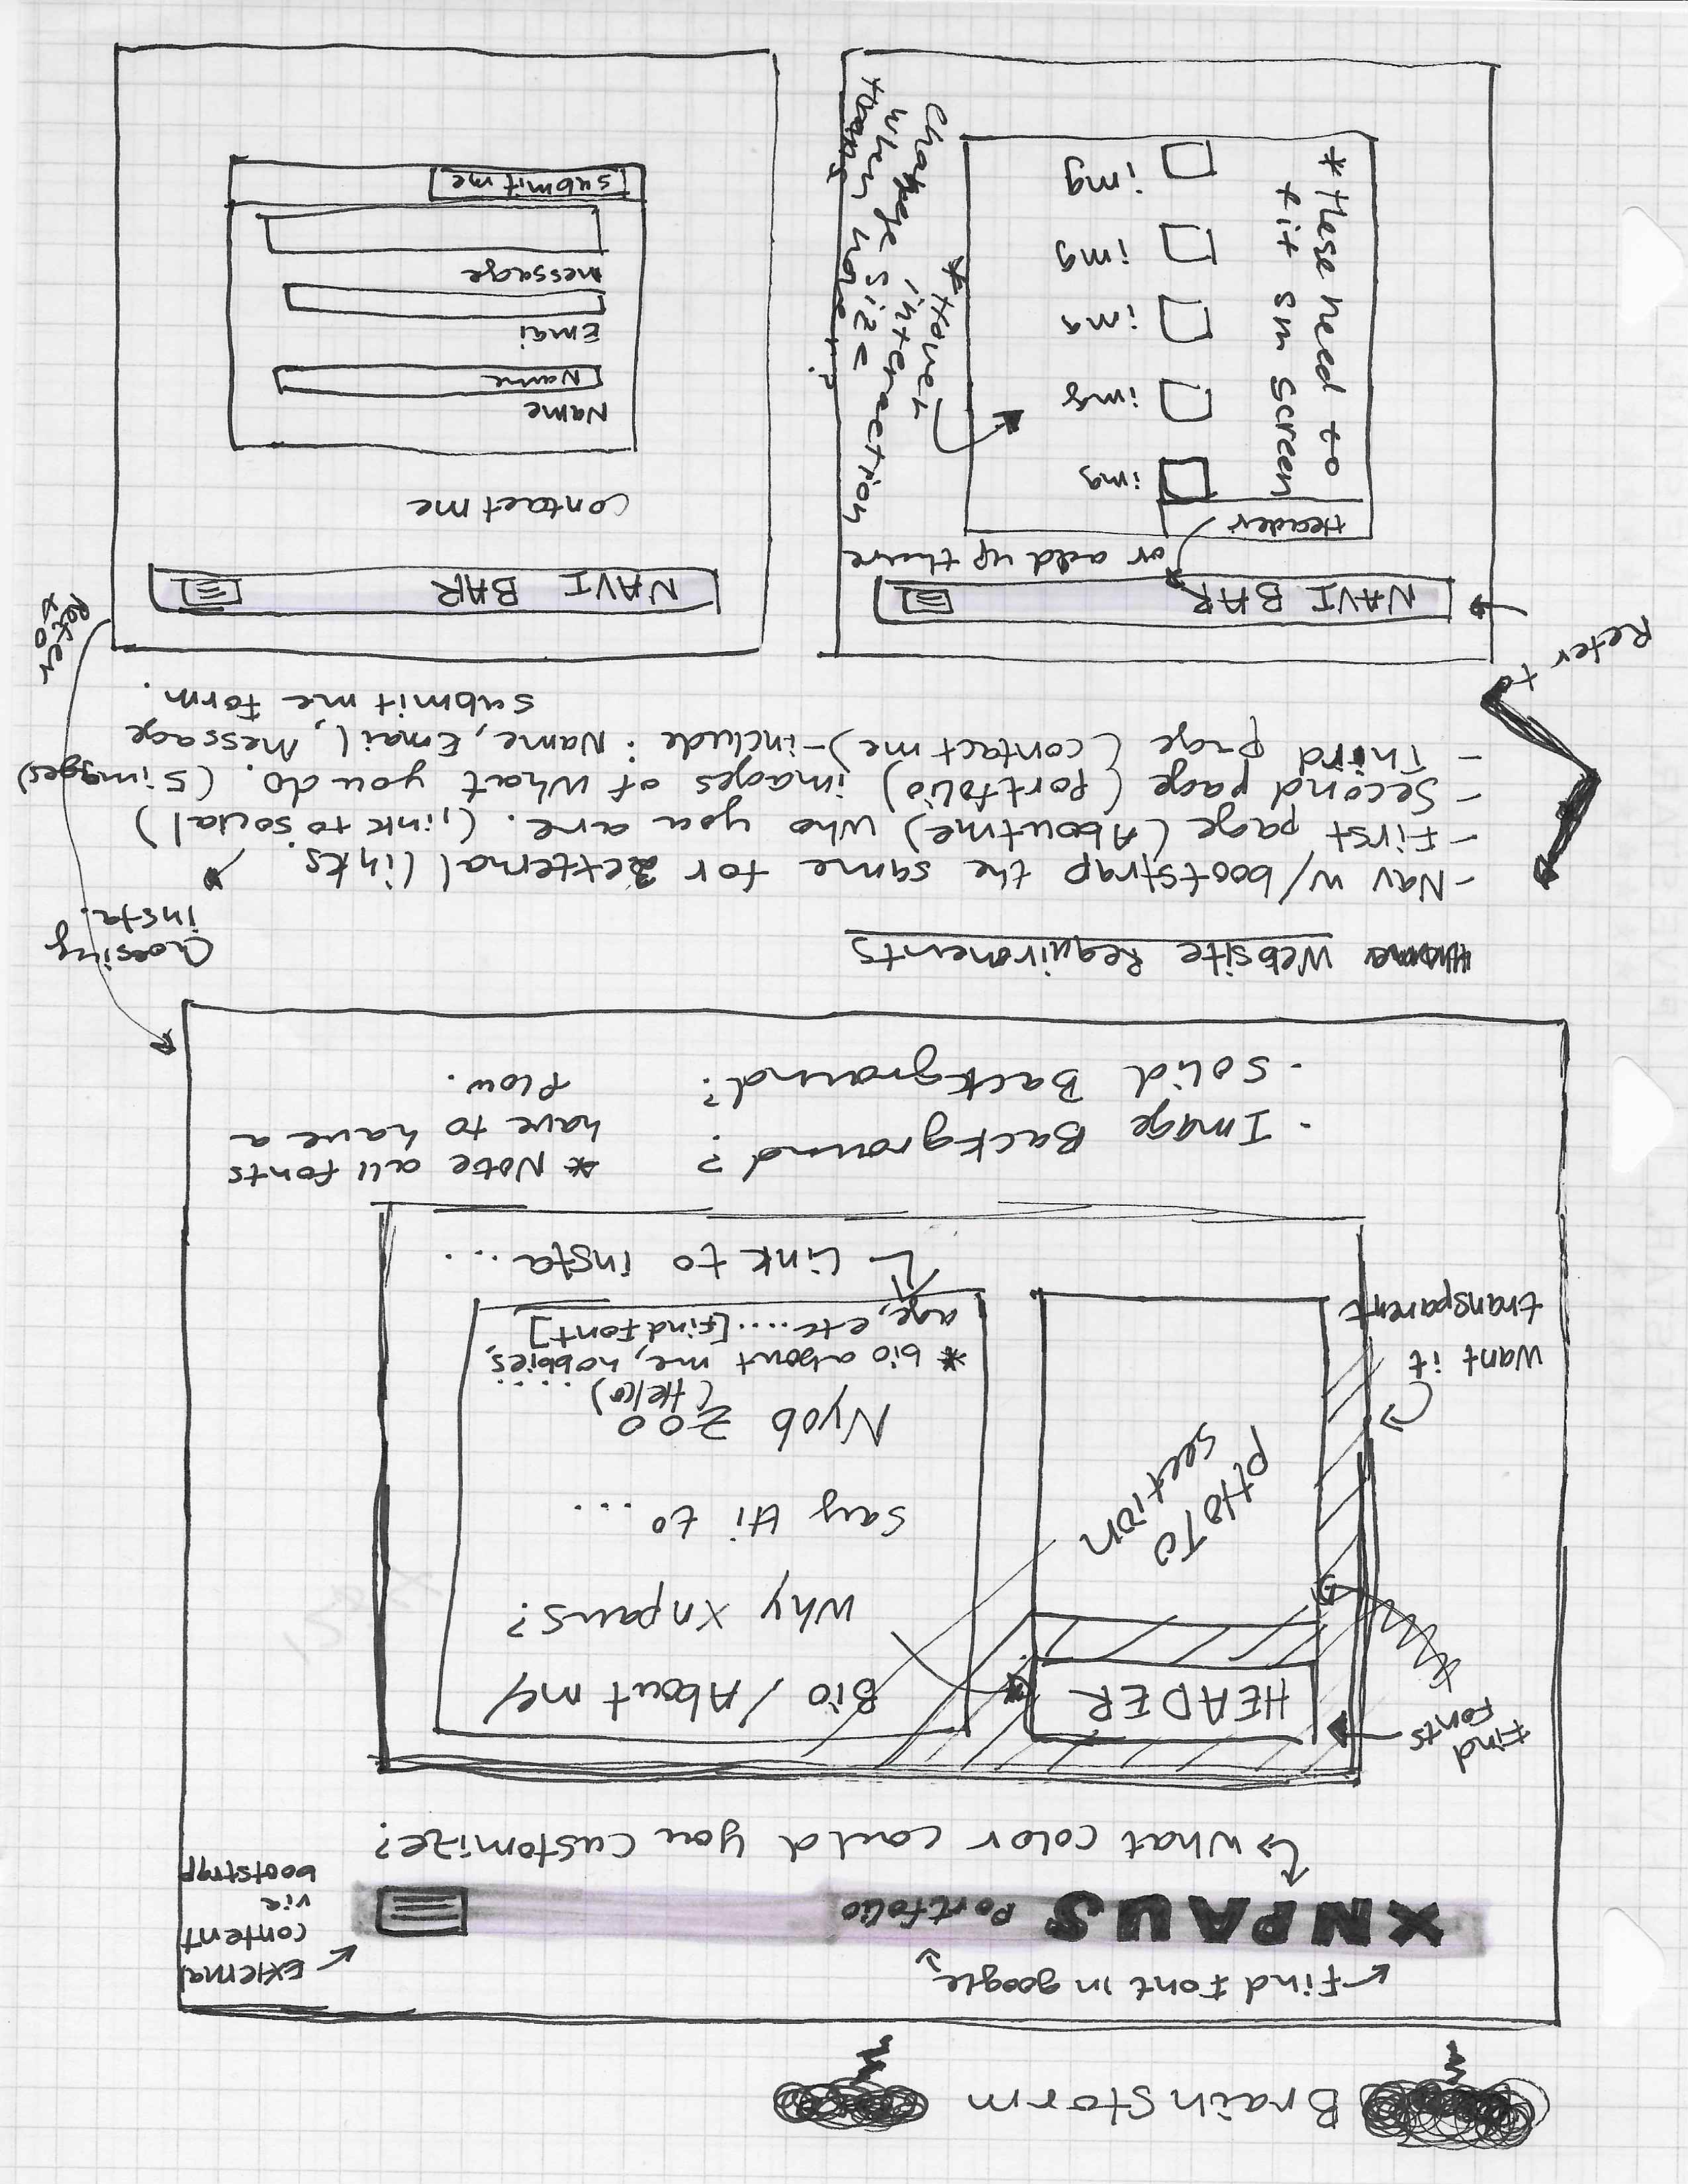 BrainStorm
Find Font in google
XNPAUS Portfolio
External
content
via
bootstrap
What color could you customize?
Find
Fonts
HEADER
Bio / About me/
Why Xnpaus?
say Hi to ...
pHOTO
section
Nyob zoo
(Hello) .....
* bio about me, hobbies,
age, etc.... [Find Font]
Want it
transparent
Link to insta...
- Image Background?
- Solid Background?
* Note all fonts
have to have a
flow.
Website Requirments
Choosing
insta.
- Nav w/bootstrap the same for 3 external links.
- First page (Aboutme) who you are. (link to social)
- Second page (portfolio) images of what you do. (5 images)
- Third page (contact me) - include : Name, Email, Message
submit me Form.
Refer to
Refer
to
NAVI BAR
or add up there
Header
* these need to
fit sm screen
img
img
img
img
img
* Hover
interaction
change size
when hover?
NAVI BAR
contact me
Name
Name
Emai
message
submit me